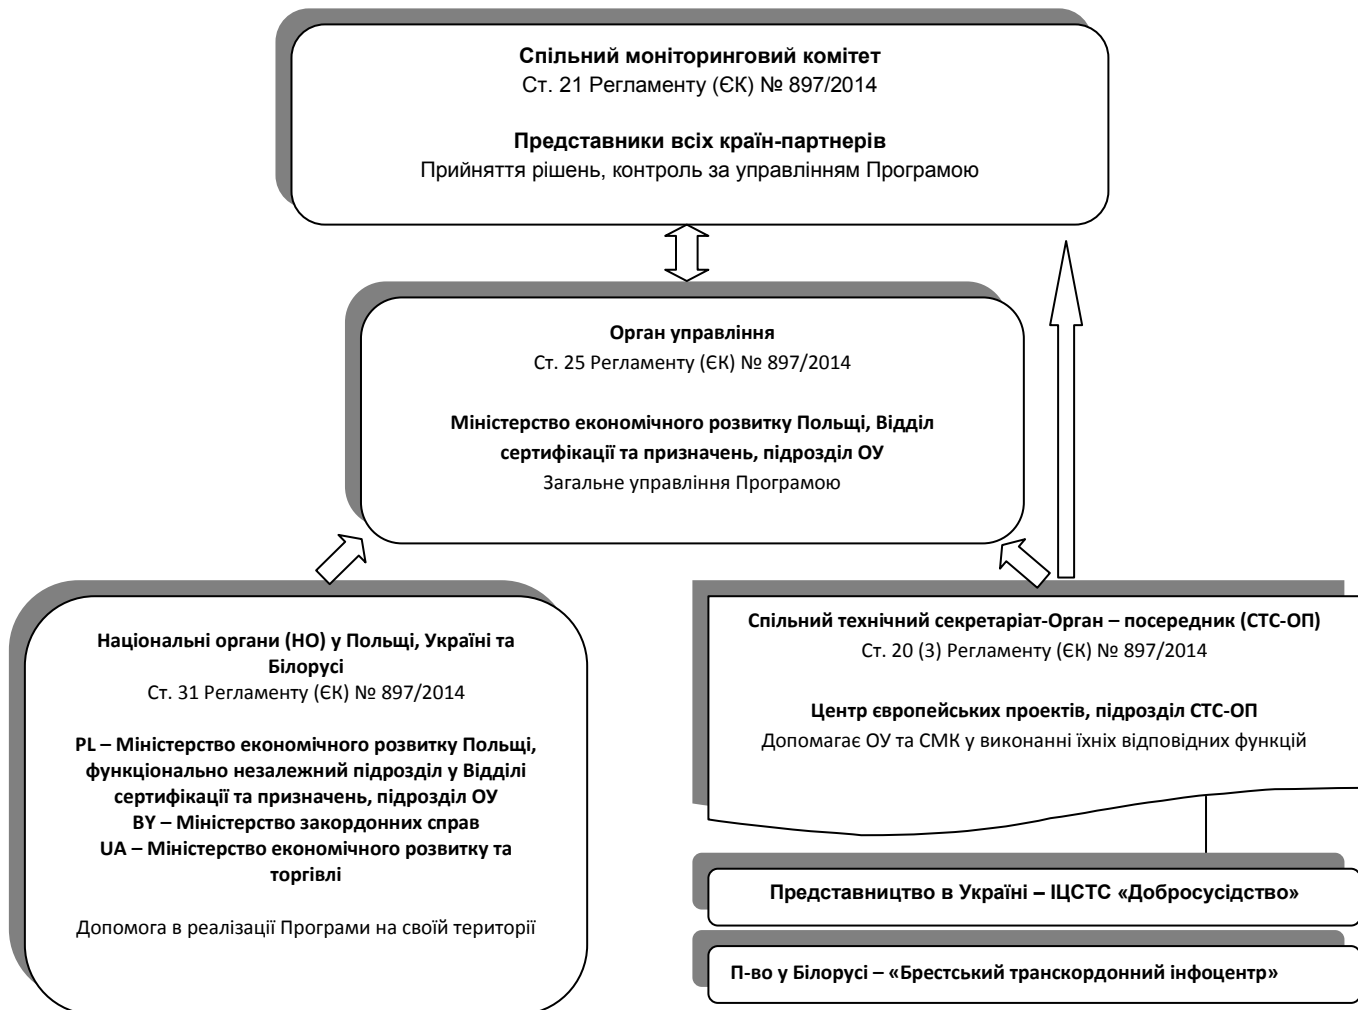 Спільний моніторинговий комітет
Ст. 21 Регламенту (ЄК) № 897/2014
Представники всіх країн-партнерів
Прийняття рішень, контроль за управлінням Програмою
Орган управління
Ст. 25 Регламенту (ЄК) № 897/2014
Міністерство економічного розвитку Польщі, Відділ
сертифікації та призначень, підрозділ ОУ
Загальне управління Програмою
Національні органи (НО) у Польщі, Україні та
Білорусі
Ст. 31 Регламенту (ЄК) № 897/2014
PL – Міністерство економічного розвитку Польщі,
функціонально незалежний підрозділ у Відділі
сертифікації та призначень, підрозділ ОУ
BY – Міністерство закордонних справ
UA – Міністерство економічного розвитку та
торгівлі
Допомога в реалізації Програми на своїй території
Спільний технічний секретаріат-Орган – посередник (СТС-ОП)
Ст. 20 (3) Регламенту (ЄК) № 897/2014
Центр європейських проектів, підрозділ СТС-ОП
Допомагає ОУ та СМК у виконанні їхніх відповідних функцій
Представництво в Україні – ІЦСТС «Добросусідство»
П-во у Білорусі – «Брестський транскордонний інфоцентр»